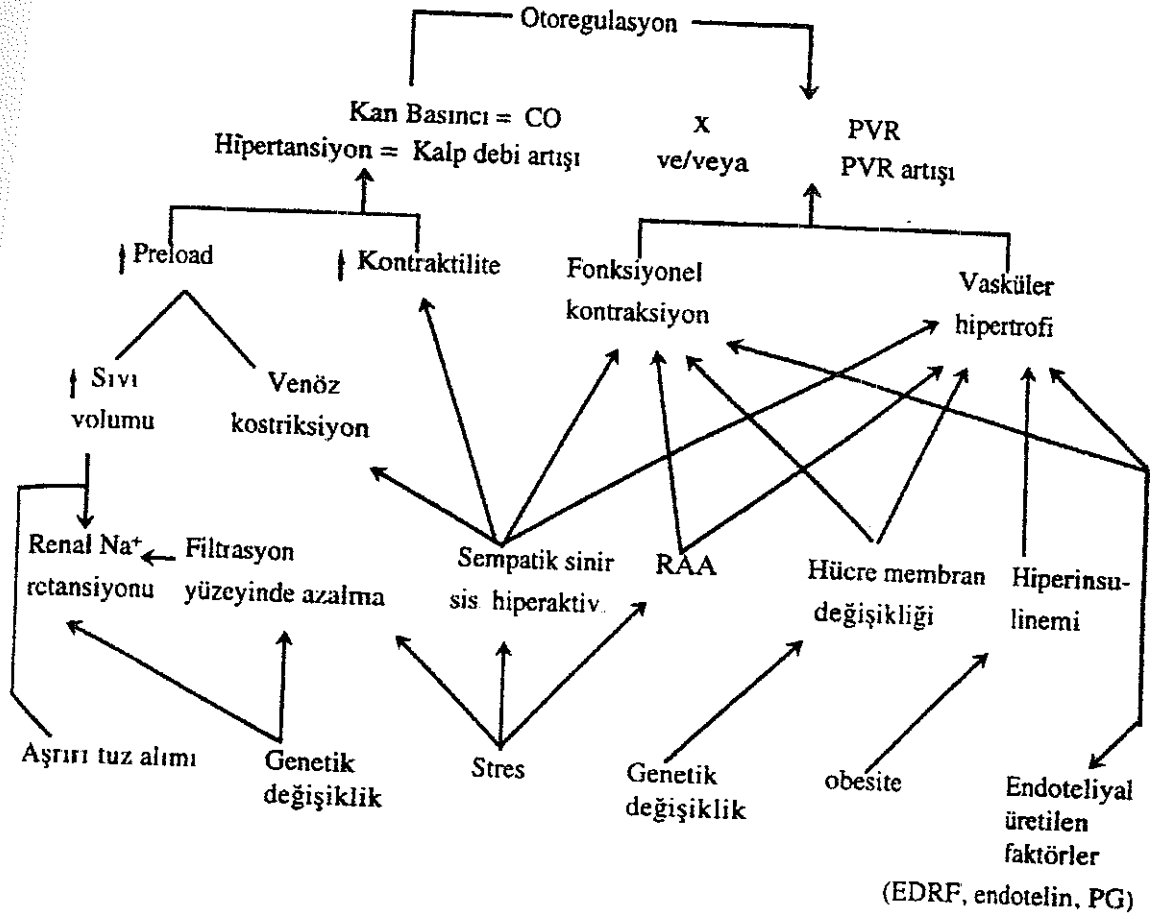 Otoregulasyon
Kan Basıncı = CO x PVR
Hipertansiyon = Kalp debi artışı ve/veya PVR artışı
Preload
Kontraktilite
Fonksiyonel
kontraksiyon
Vasküler
hipertrofi
Sıvı
volumu
Venöz
kostriksiyon
Renal Na+
retansiyonu
Filtrasyon
yüzeyinde azalma
Sempatik sinir
sis. hiperaktiv.
RAA
Hücre membran
değişikliği
Hiperinsu-
linemi
Aşrırı tuz alımı
Genetik
değişiklik
Stres
Genetik
değişiklik
obesite
Endoteliyal
üretilen
faktörler
(EDRF, endotelin, PG)